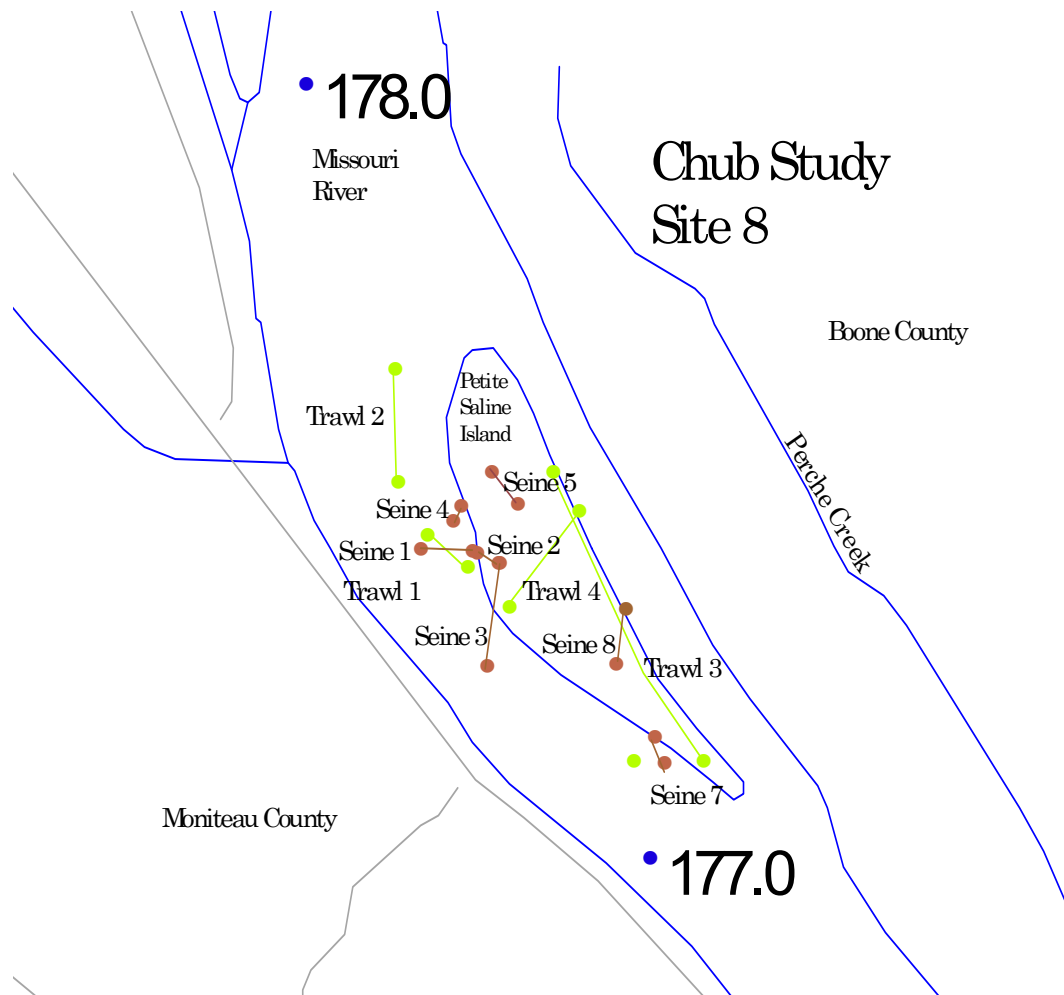 178.0
Missouri
River
Chub Study
Site 8
Boone County
Petite
Saline
Island
Trawl 2
Perche Creek
Seine 5
Seine 4
Seine 1
Seine 2
Trawl 1
Trawl 4
Seine 3
Seine 8
Trawl 3
Seine 7
Moniteau County
177.0